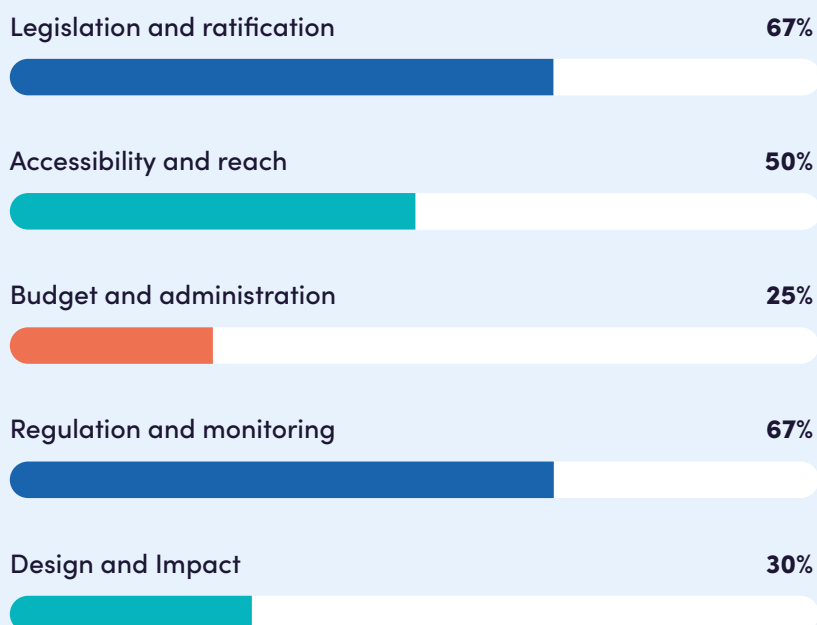 Legislation and ratification 67%
Accessibility and reach 50%
Budget and administration 25%
Regulation and monitoring 67%
Design and Impact 30%